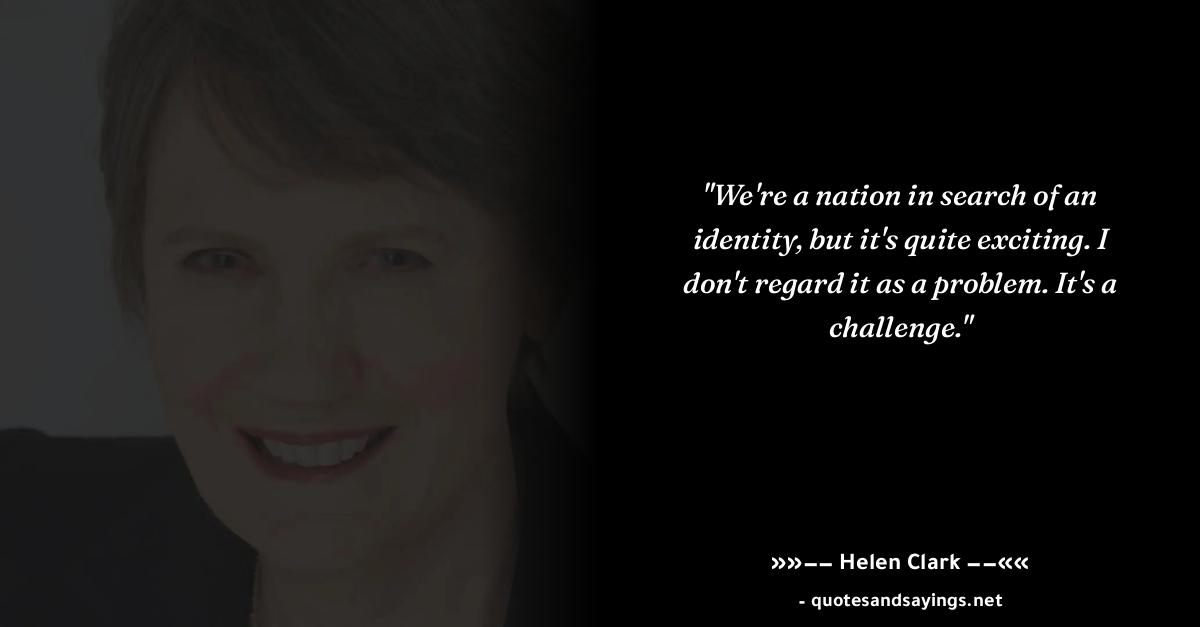 "We're a nation in search of an
identity, but it's quite exciting. I
don't regard it as a problem. It's a
challenge."
»»–– Helen Clark ––««
- quotesandsayings.net